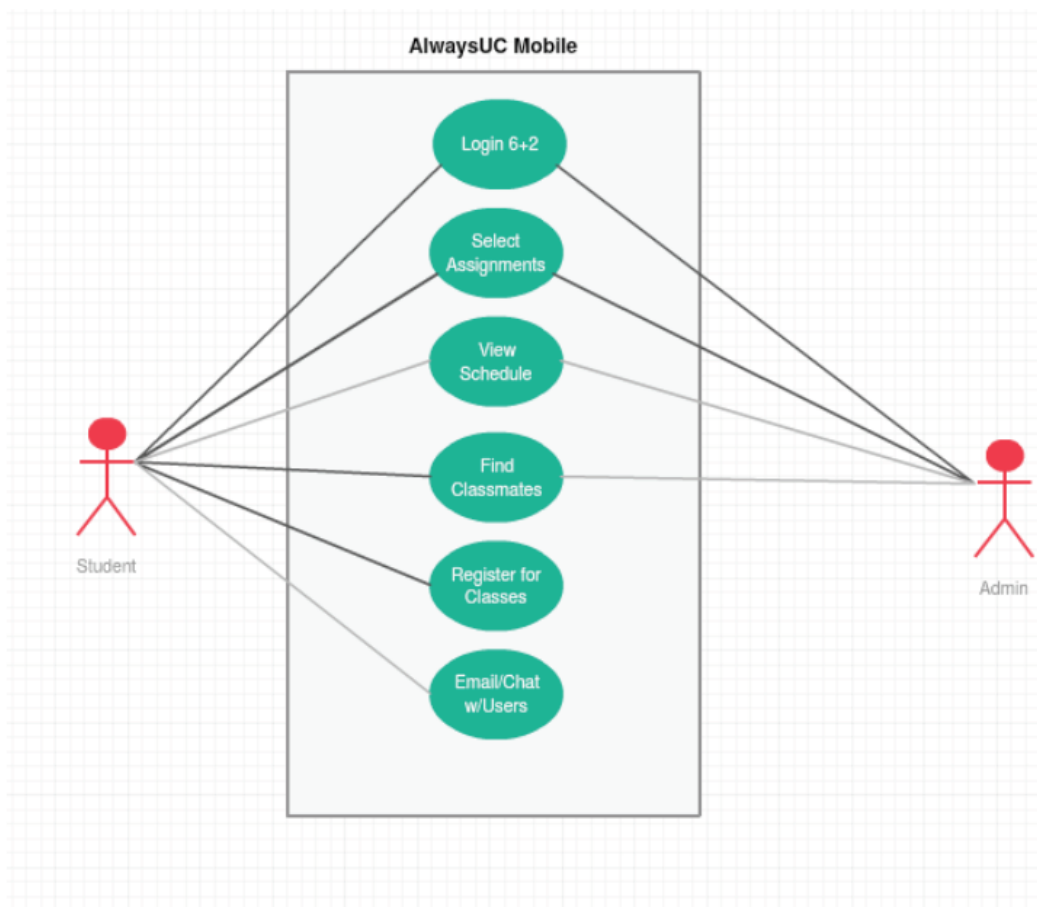 AlwaysUC Mobile
Login 6+2
Select
Assignments
View
Schedule
Find
Classmates
Student
Admin
Register for
Classes
Email/Chat
w/Users